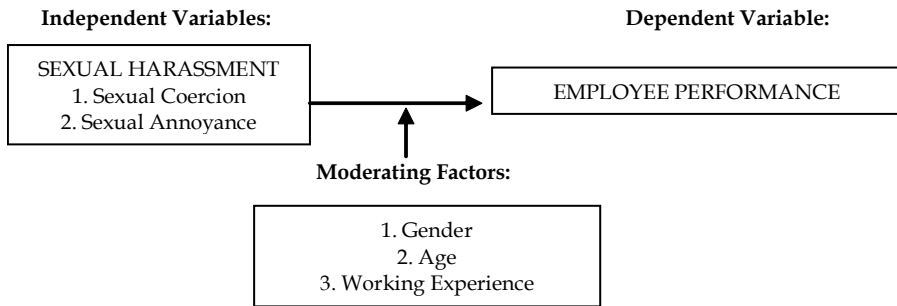 Independent Variables:
Dependent Variable:
SEXUAL HARASSMENT
1. Sexual Coercion
2. Sexual Annoyance
EMPLOYEE PERFORMANCE
Moderating Factors:
1. Gender
2. Age
3. Working Experience